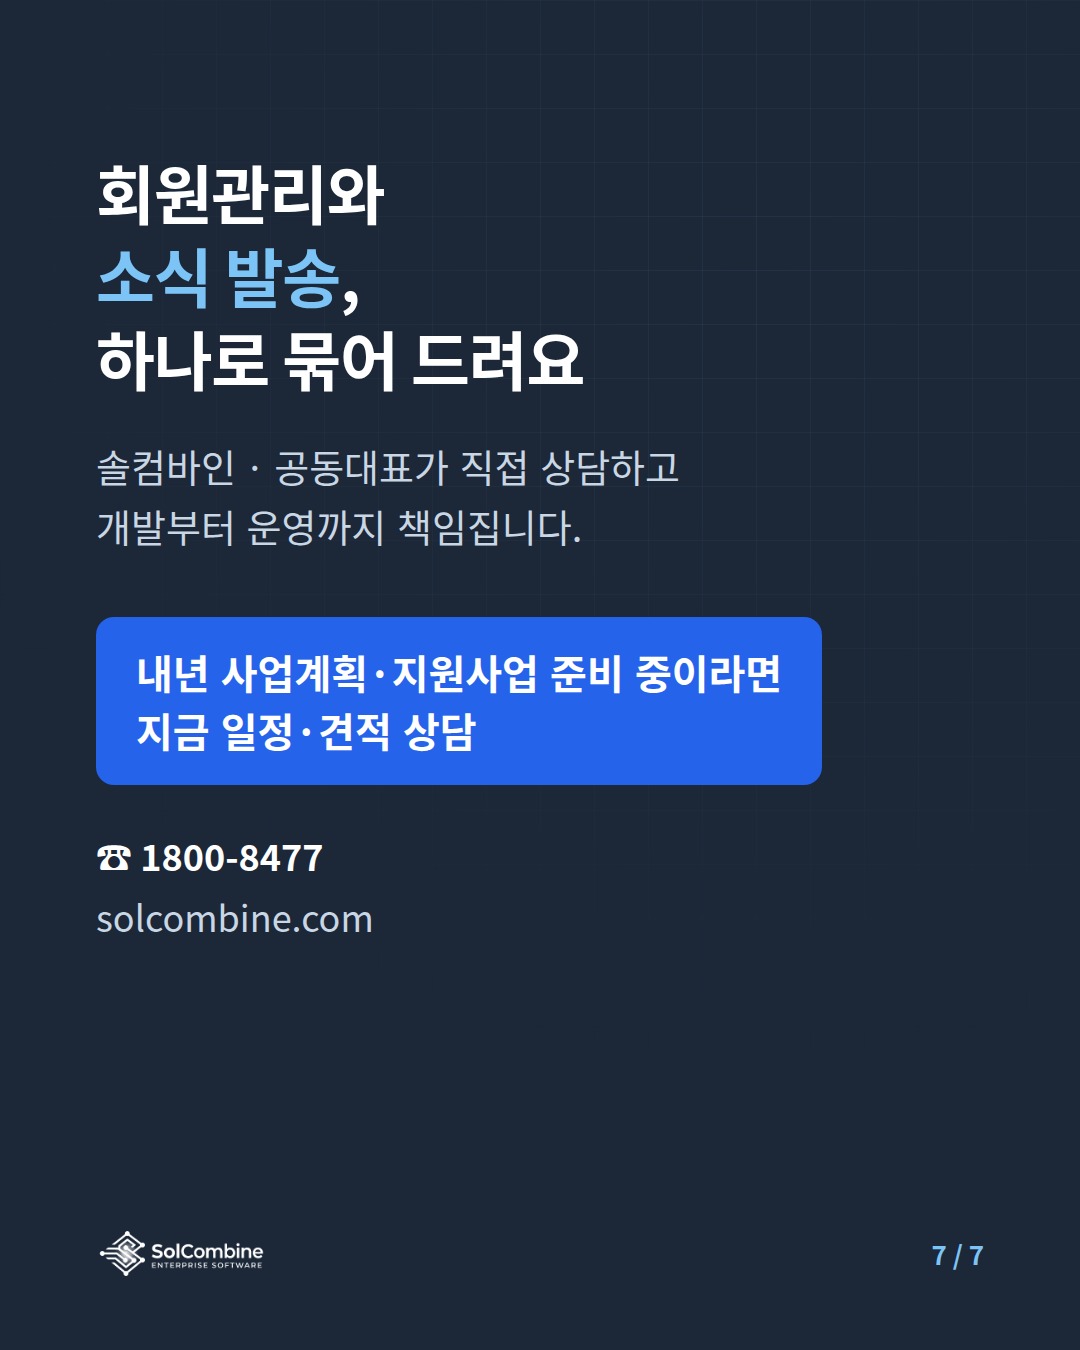 회원관리와
소식 발송,
하나로 묶어 드려요
솔컴바인 · 공동대표가 직접 상담하고
개발부터 운영까지 책임집니다.
내년 사업계획·지원사업 준비 중이라면
지금 일정·견적 상담
☎ 1800-8477
solcombine.com
SolCombine
ENTERPRISE SOFTWARE
7 / 7